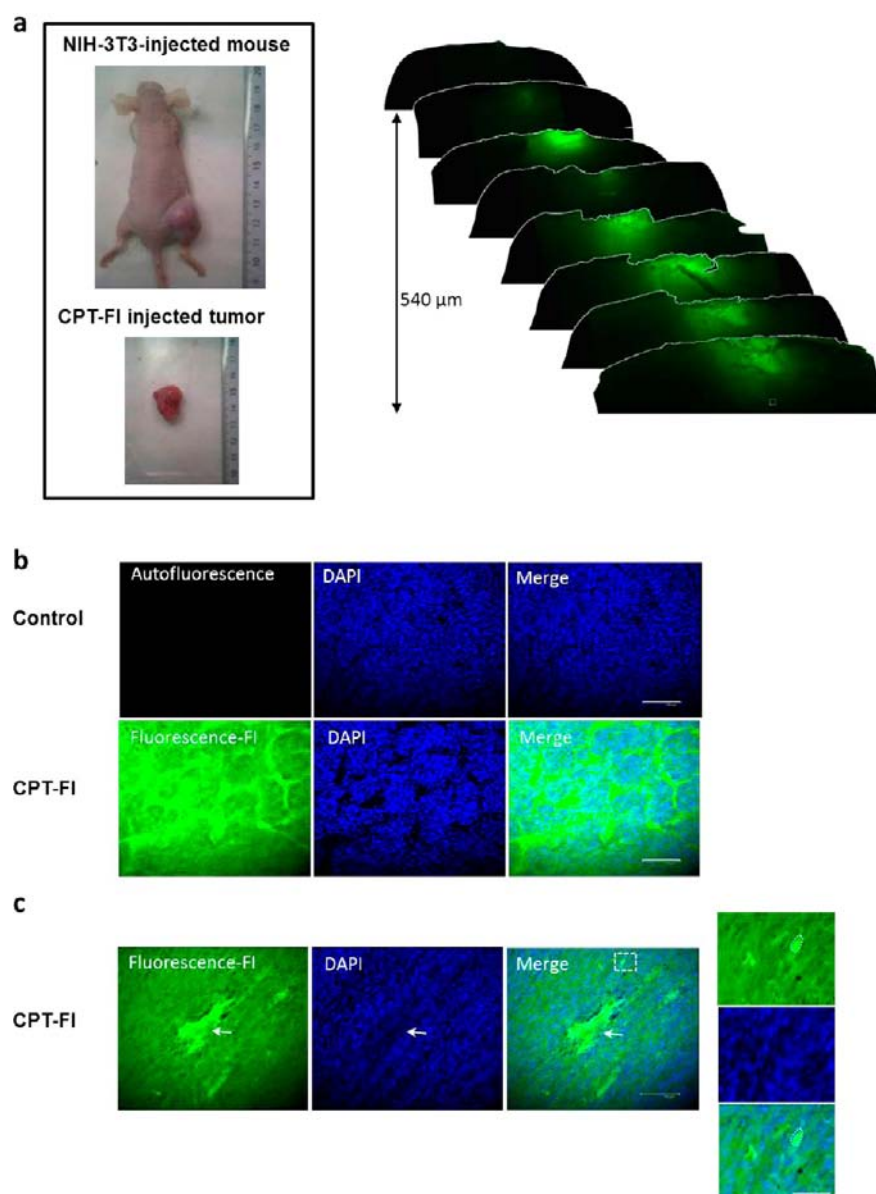 a
NIH-3T3-injected mouse
CPT-FI injected tumor
540 µm
b
Control
Autofluorescence
DAPI
Merge
CPT-FI
Fluorescence-FI
DAPI
Merge
c
CPT-FI
Fluorescence-FI
DAPI
Merge